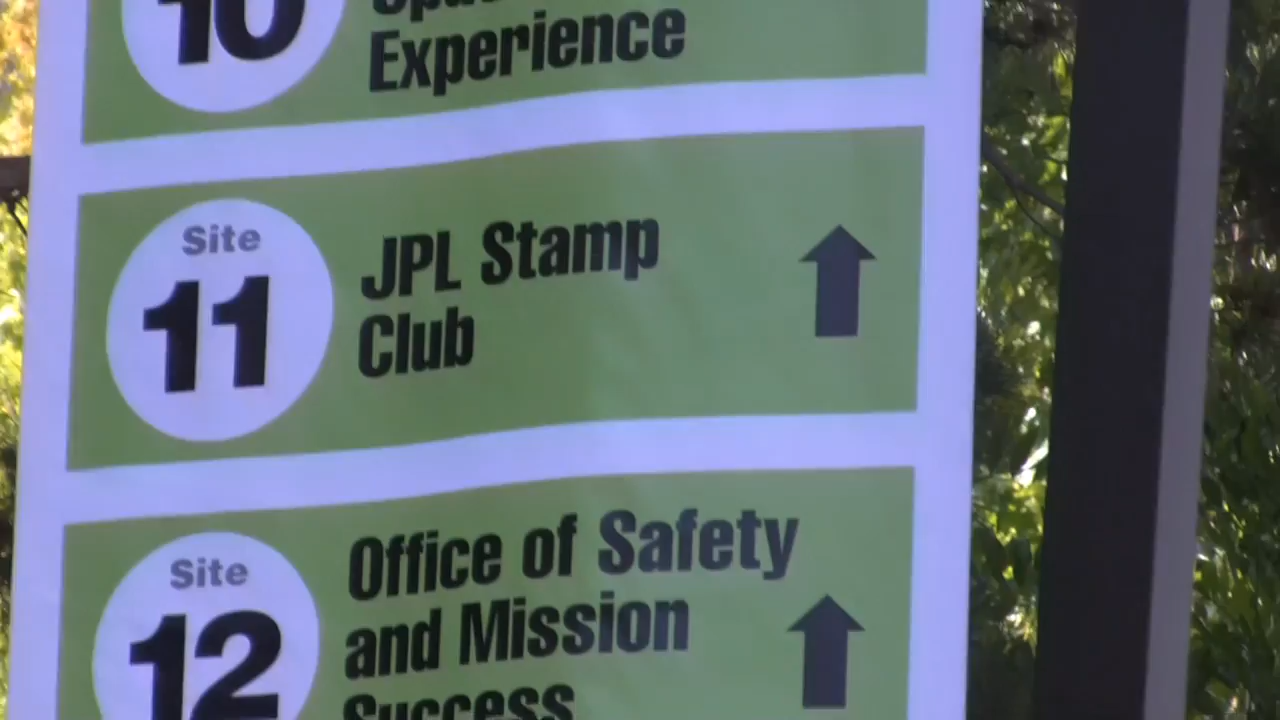 10
Experience
Site
11
JPL Stamp
Club
Site
12
Office of Safety
and Mission
Success